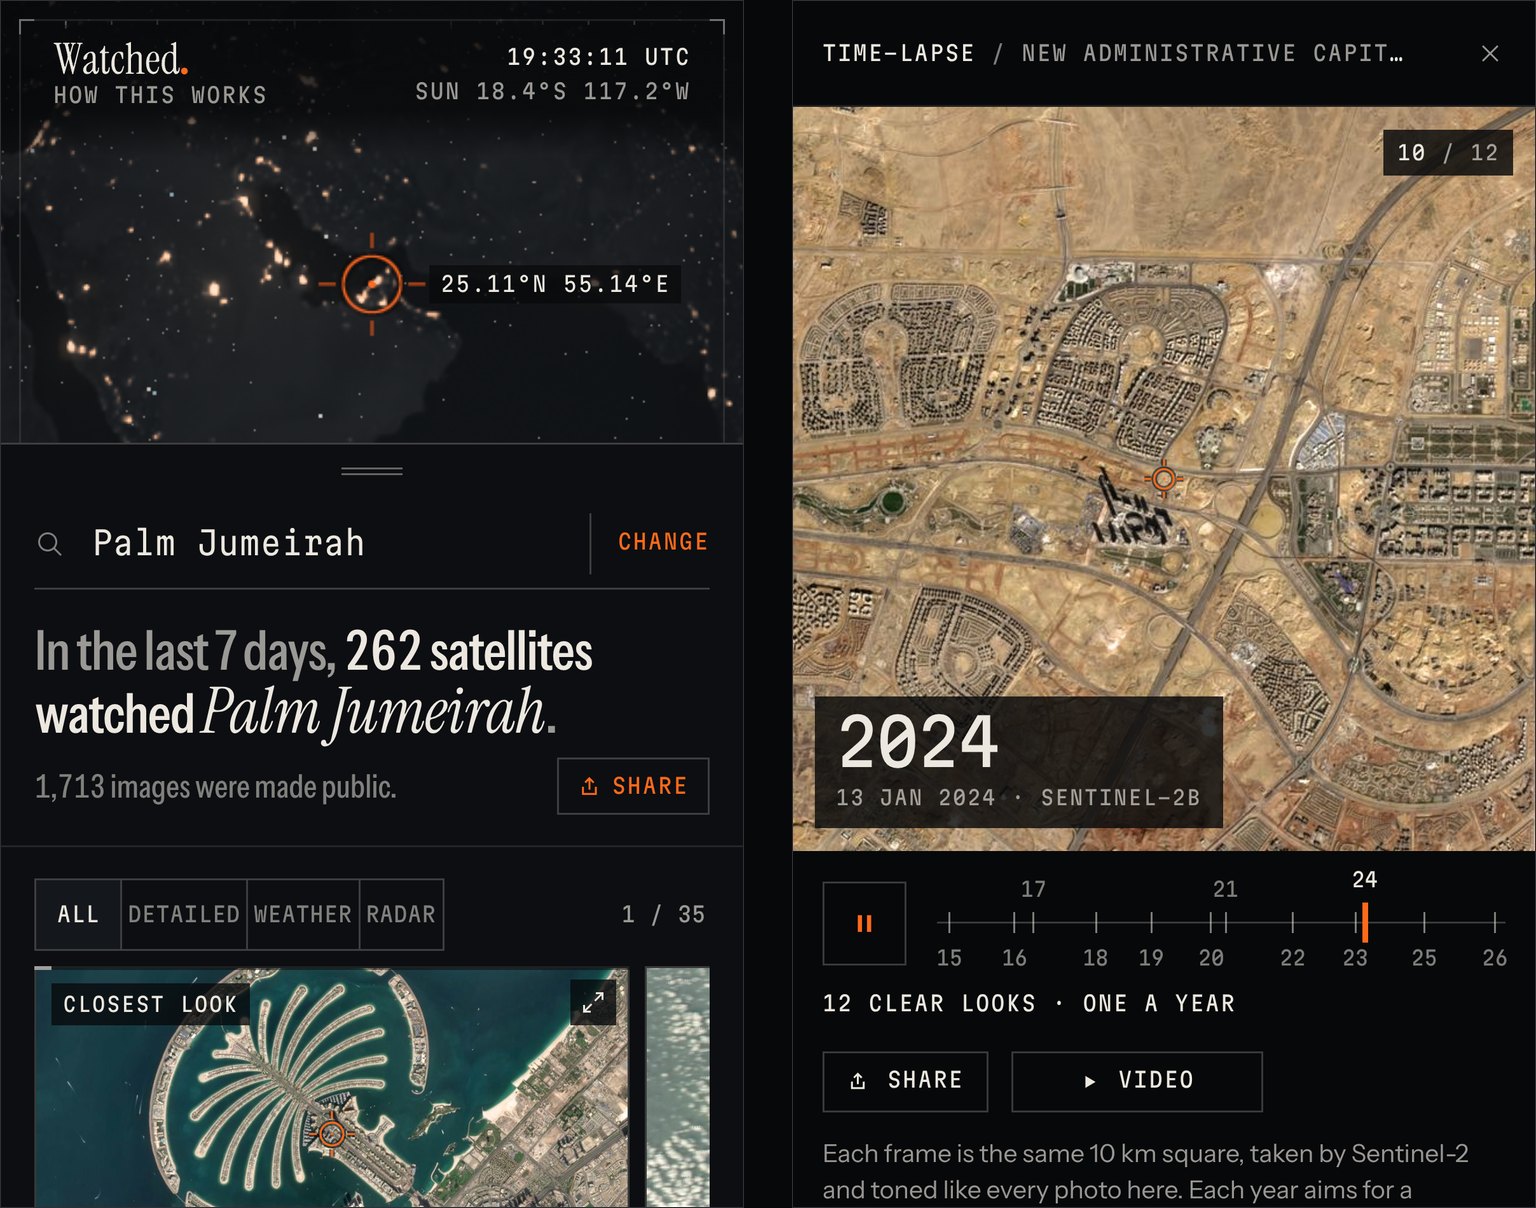 Watched.
HOW THIS WORKS
19:33:11 UTC
SUN 18.4°S 117.2°W
25.11°N 55.14°E
Palm Jumeirah
CHANGE
In the last 7 days, 262 satellites
watched Palm Jumeirah.
1,713 images were made public.
SHARE
ALL
DETAILED
WEATHER
RADAR
1 / 35
CLOSEST LOOK
TIME-LAPSE / NEW ADMINISTRATIVE CAPIT…
10 / 12
2024
13 JAN 2024 · SENTINEL-2B
17 21 24
15 16 18 19 20 22 23 25 26
12 CLEAR LOOKS · ONE A YEAR
SHARE
VIDEO
Each frame is the same 10 km square, taken by Sentinel-2
and toned like every photo here. Each year aims for a